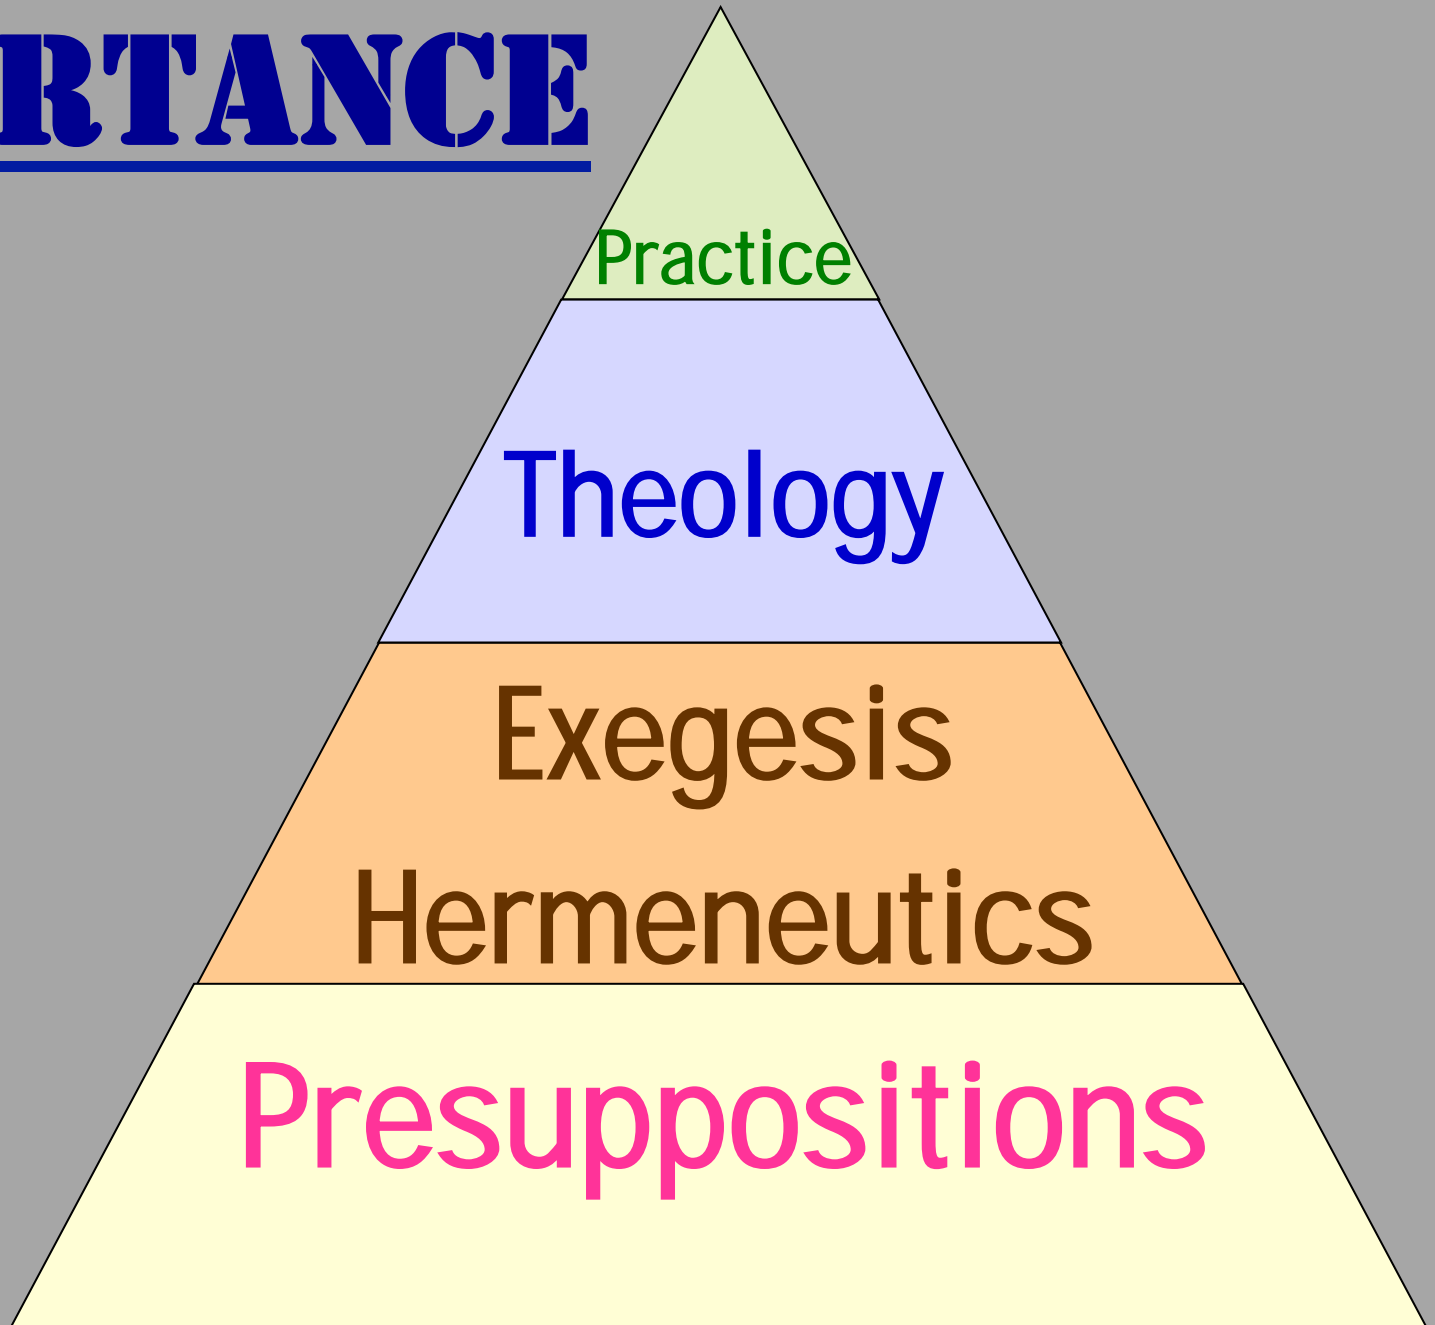 RTANCE
Practice
Theology
Exegesis
Hermeneutics
Presuppositions